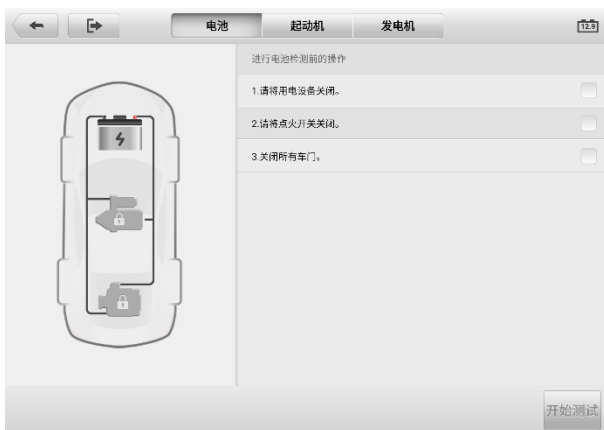 电池 起动机 发电机 12.9
进行电池检测前的操作
1.请将用电设备关闭。
2.请将点火开关关闭。
3.关闭所有车门。
开始测试